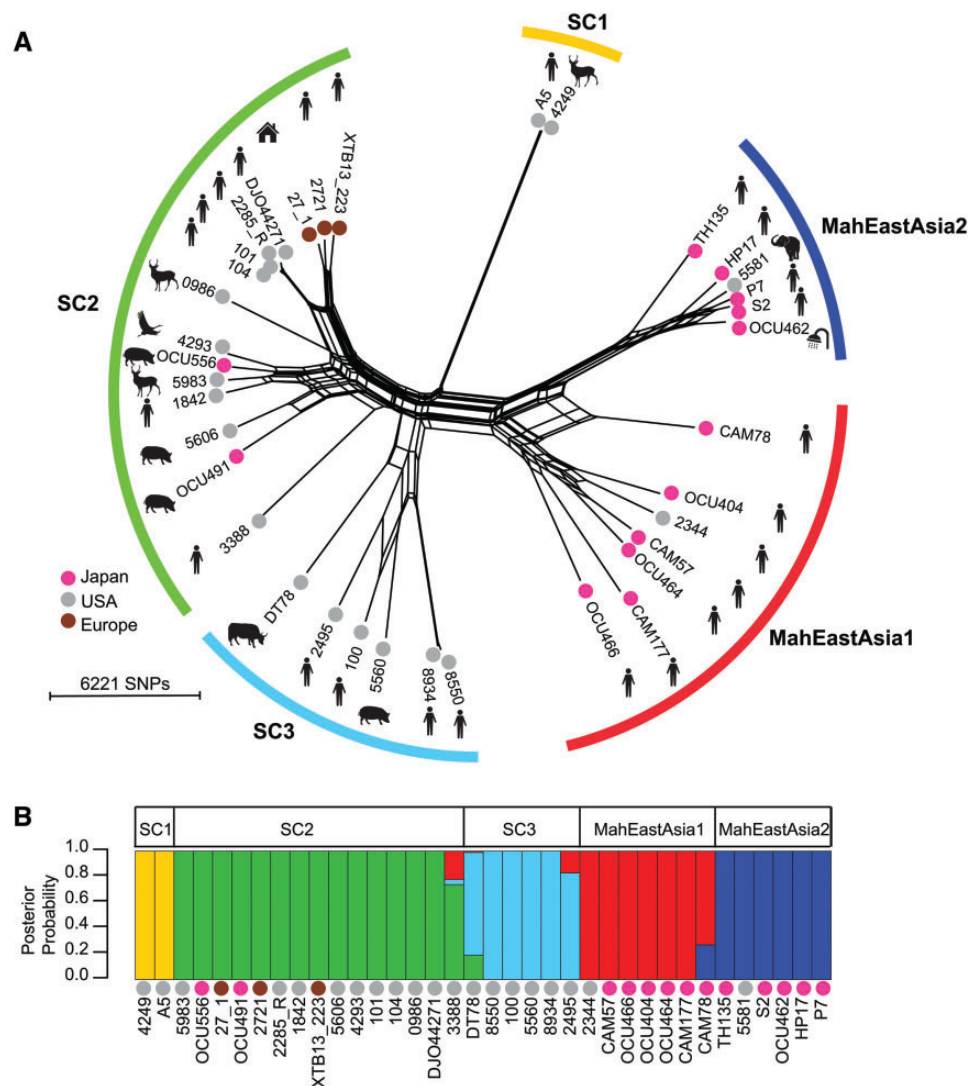 A
SC1
A5
4249
SC2
XTB13_223
2721
27_1
DJO44271
2285_R
101
104
0986
4293
OCU556
5983
1842
5606
OCU491
3388
MahEastAsia2
TH135
HP17
5581
P7
S2
OCU462
CAM78
OCU404
2344
CAM57
OCU464
CAM177
OCU466
MahEastAsia1
Japan
USA
Europe
6221 SNPs
SC3
DT78
2495
100
5560
8934
8550
B
SC1 SC2 SC3 MahEastAsia1 MahEastAsia2
Posterior
Probability
1.0
0.8
0.6
0.4
0.2
0.0
4249 A5 5983 OCU556 27_1 OCU491 2721 2285_R 1842 XTB13_223 5606 4293 101 104 0986 DJO44271 3388 DT78 8550 100 5560 8934 2495 2344 CAM57 OCU466 OCU404 OCU464 CAM177 CAM78 TH135 5581 S2 OCU462 HP17 P7